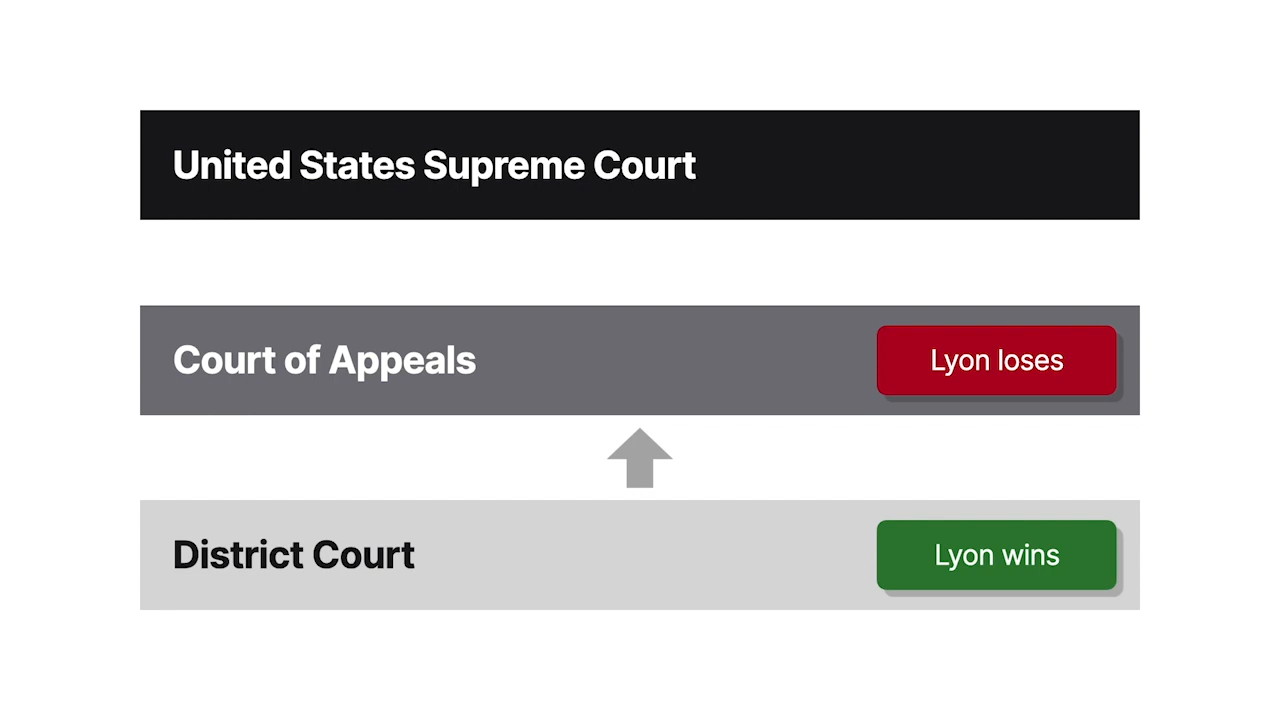 United States Supreme Court
Court of Appeals
Lyon loses
District Court
Lyon wins